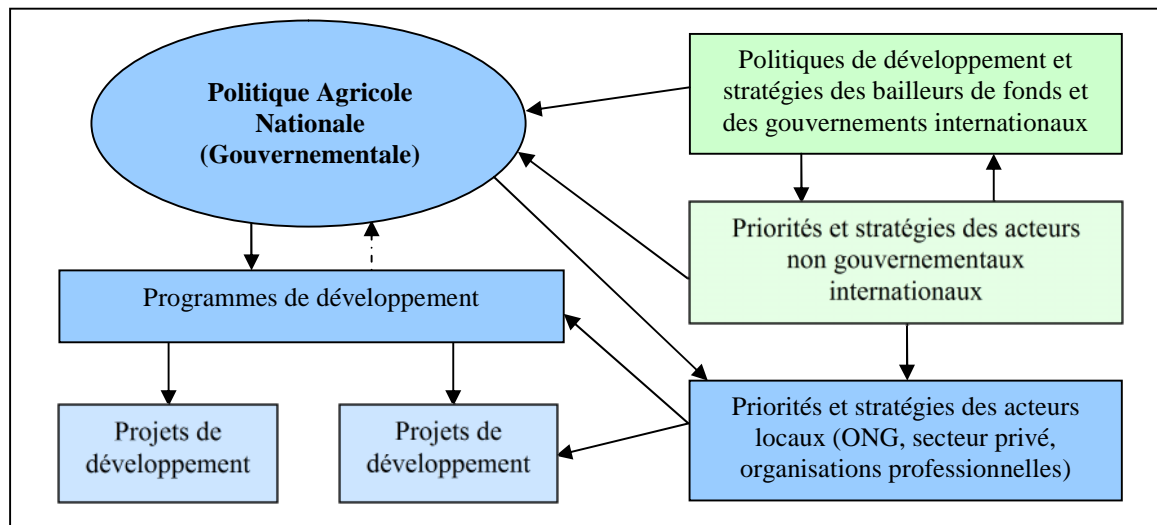 Politique Agricole
Nationale
(Gouvernementale)
Politiques de développement et
stratégies des bailleurs de fonds et
des gouvernements internationaux
Priorités et stratégies des acteurs
non gouvernementaux
internationaux
Programmes de développement
Projets de
développement
Projets de
développement
Priorités et stratégies des acteurs
locaux (ONG, secteur privé,
organisations professionnelles)